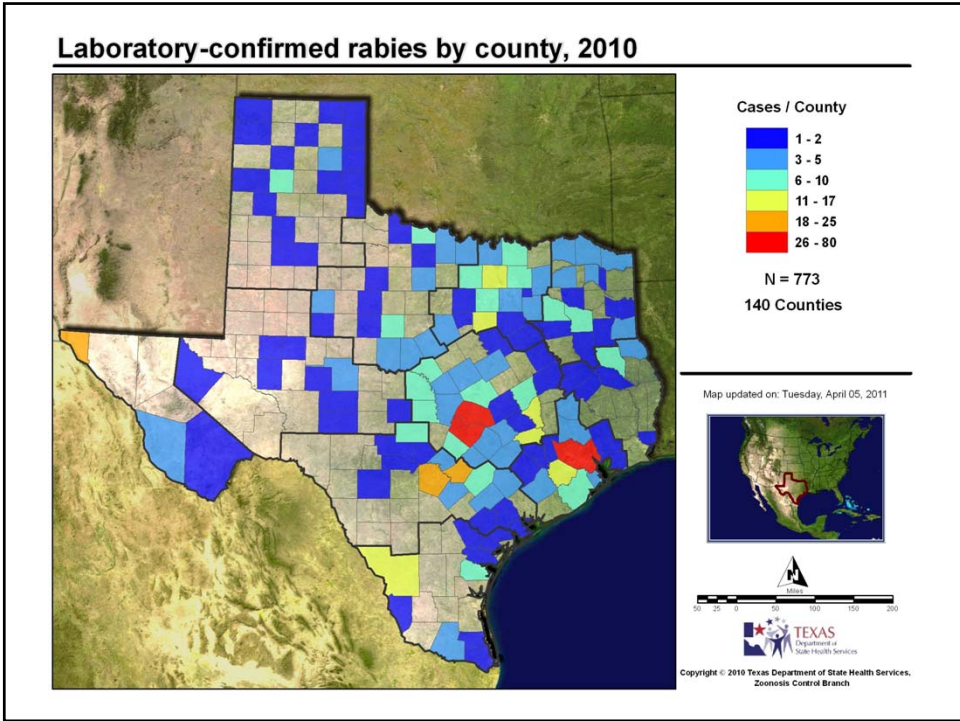 Laboratory-confirmed rabies by county, 2010
Cases / County
1 - 2
3 - 5
6 - 10
11 - 17
18 - 25
26 - 80
N = 773
140 Counties
Map updated on: Tuesday, April 05, 2011
N
Miles
50 25 0 50 100 150 200
TEXAS
Department of
State Health Services
Copyright © 2010 Texas Department of State Health Services,
Zoonosis Control Branch